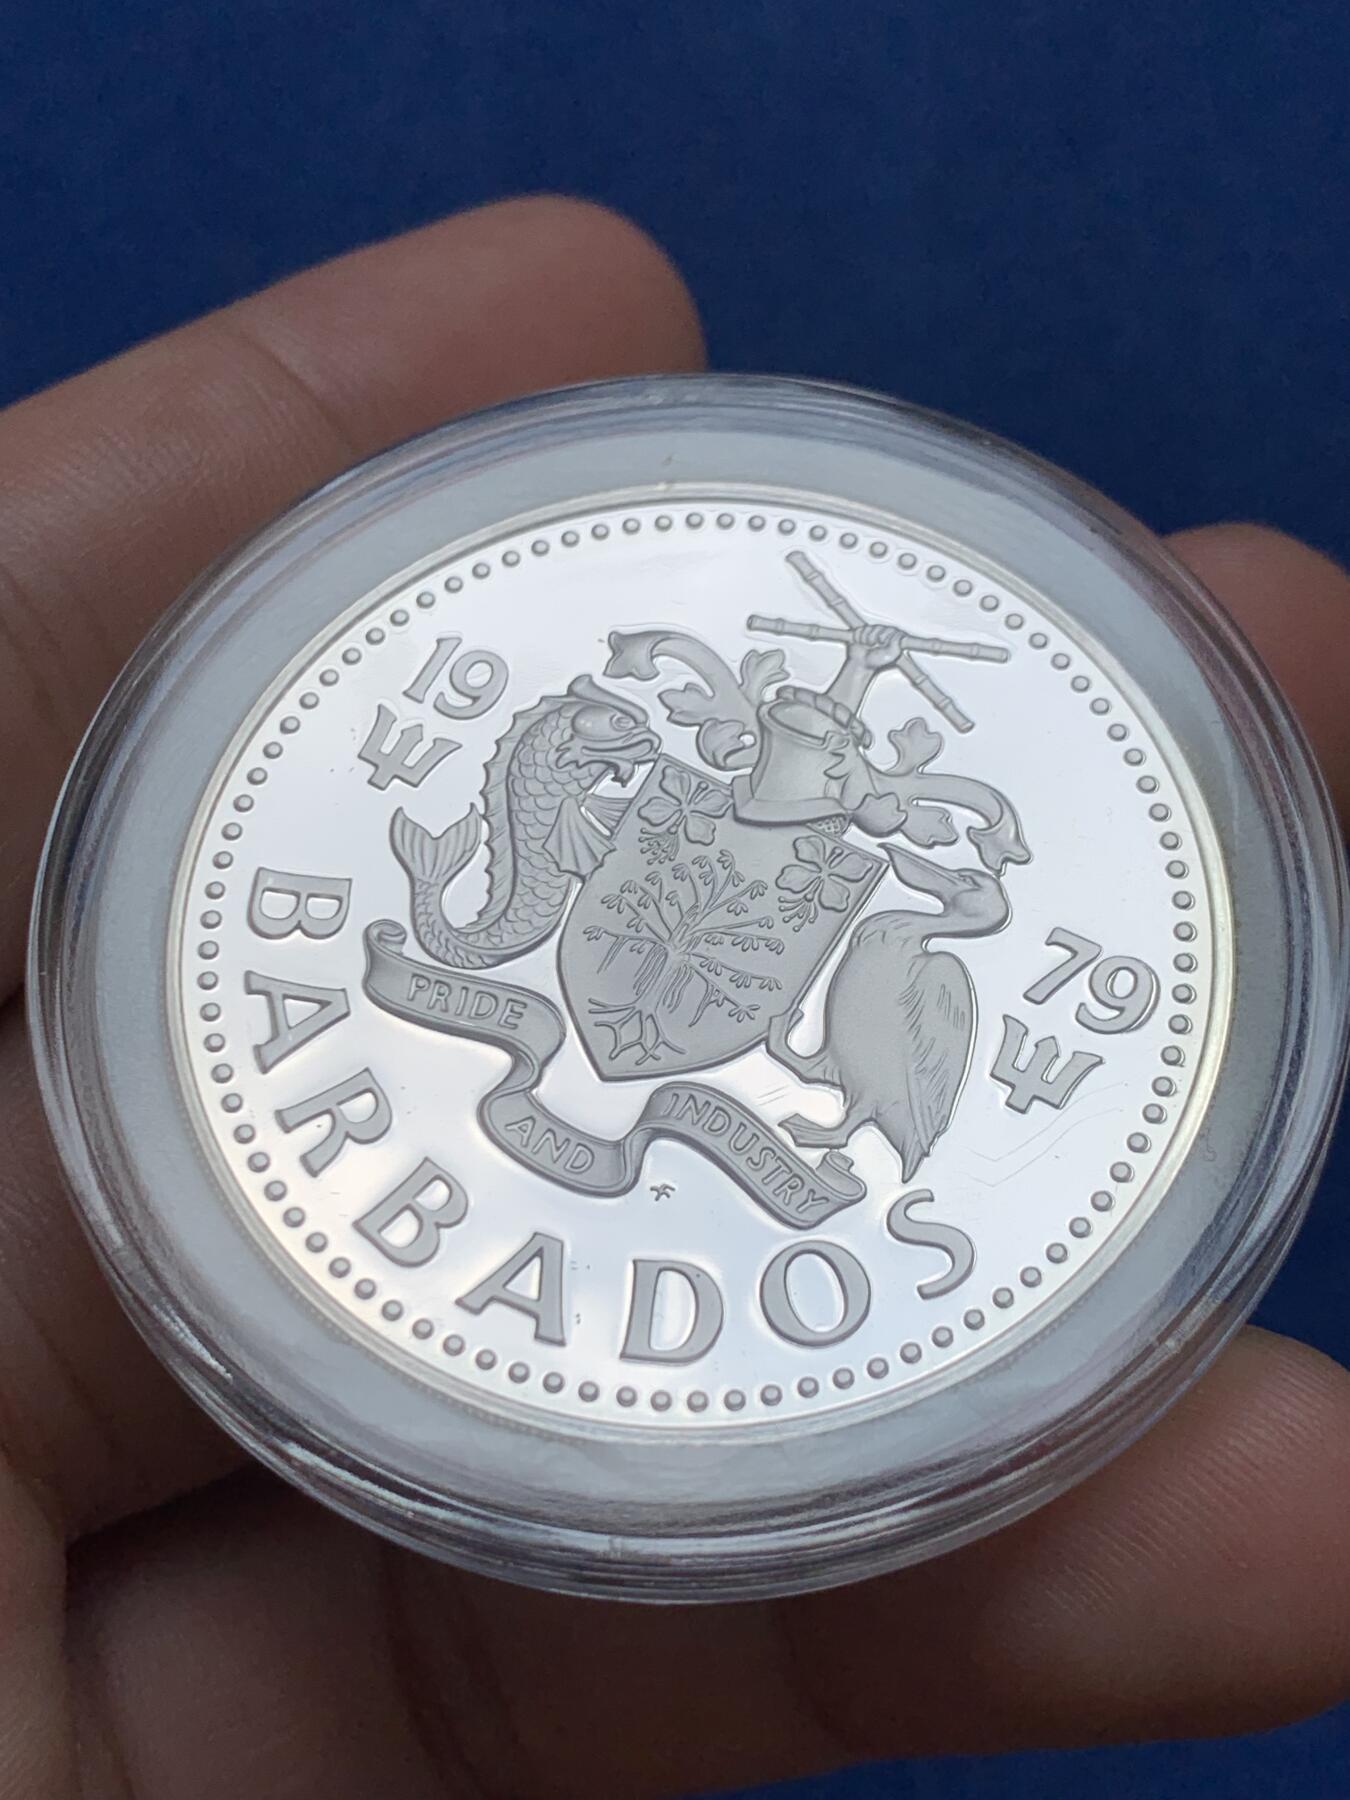 19 79
PRIDE AND INDUSTRY
BARBADOS